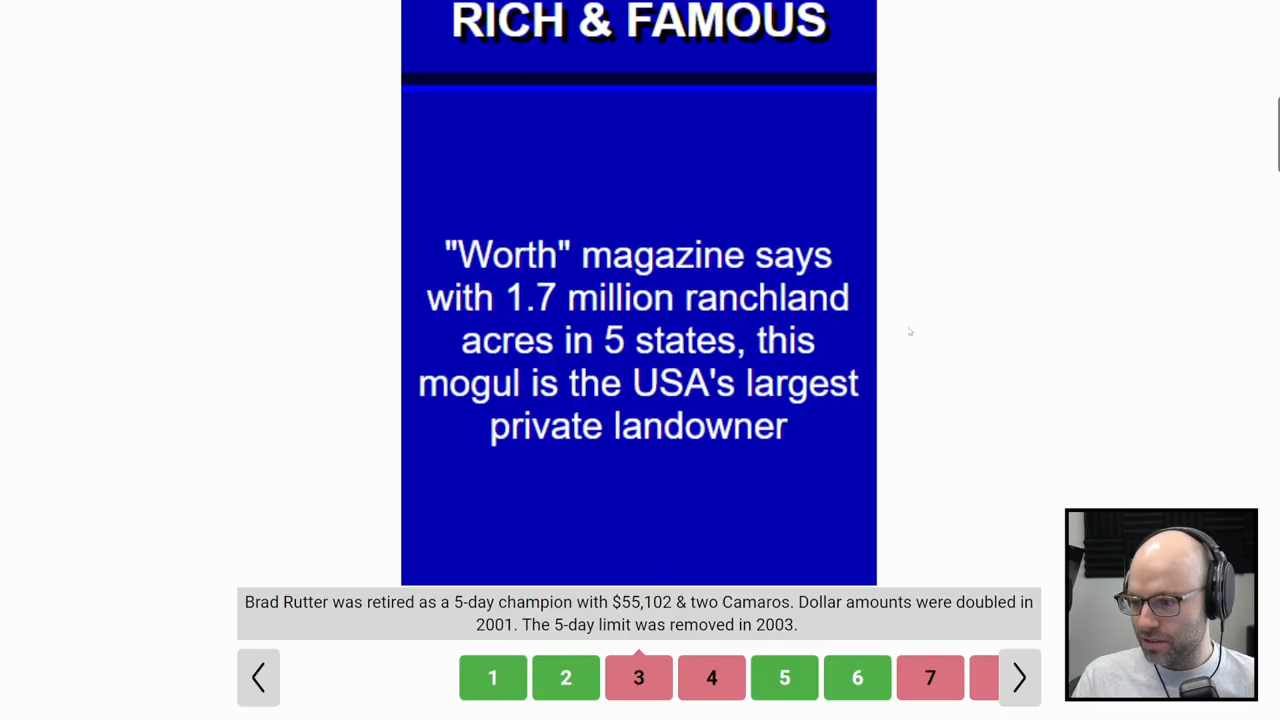 RICH & FAMOUS
"Worth" magazine says
with 1.7 million ranchland
acres in 5 states, this
mogul is the USA's largest
private landowner
Brad Rutter was retired as a 5-day champion with $55,102 & two Camaros. Dollar amounts were doubled in
2001. The 5-day limit was removed in 2003.
1 2 3 4 5 6 7